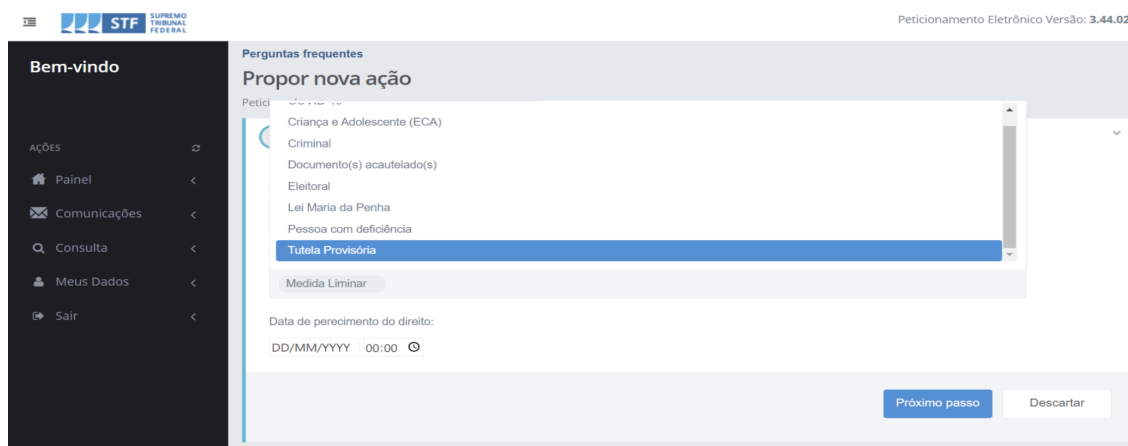 STF SUPREMO
TRIBUNAL
FEDERAL
Peticionamento Eletrônico Versão: 3.44.02
Bem-vindo
AÇÕES
Painel
Comunicações
Consulta
Meus Dados
Sair
Perguntas frequentes
Propor nova ação
Petici
Criança e Adolescente (ECA)
Criminal
Documento(s) acautelado(s)
Eleitoral
Lei Maria da Penha
Pessoa com deficiência
Tutela Provisória
Medida Liminar
Data de perecimento do direito:
DD/MM/YYYY 00:00
Próximo passo Descartar